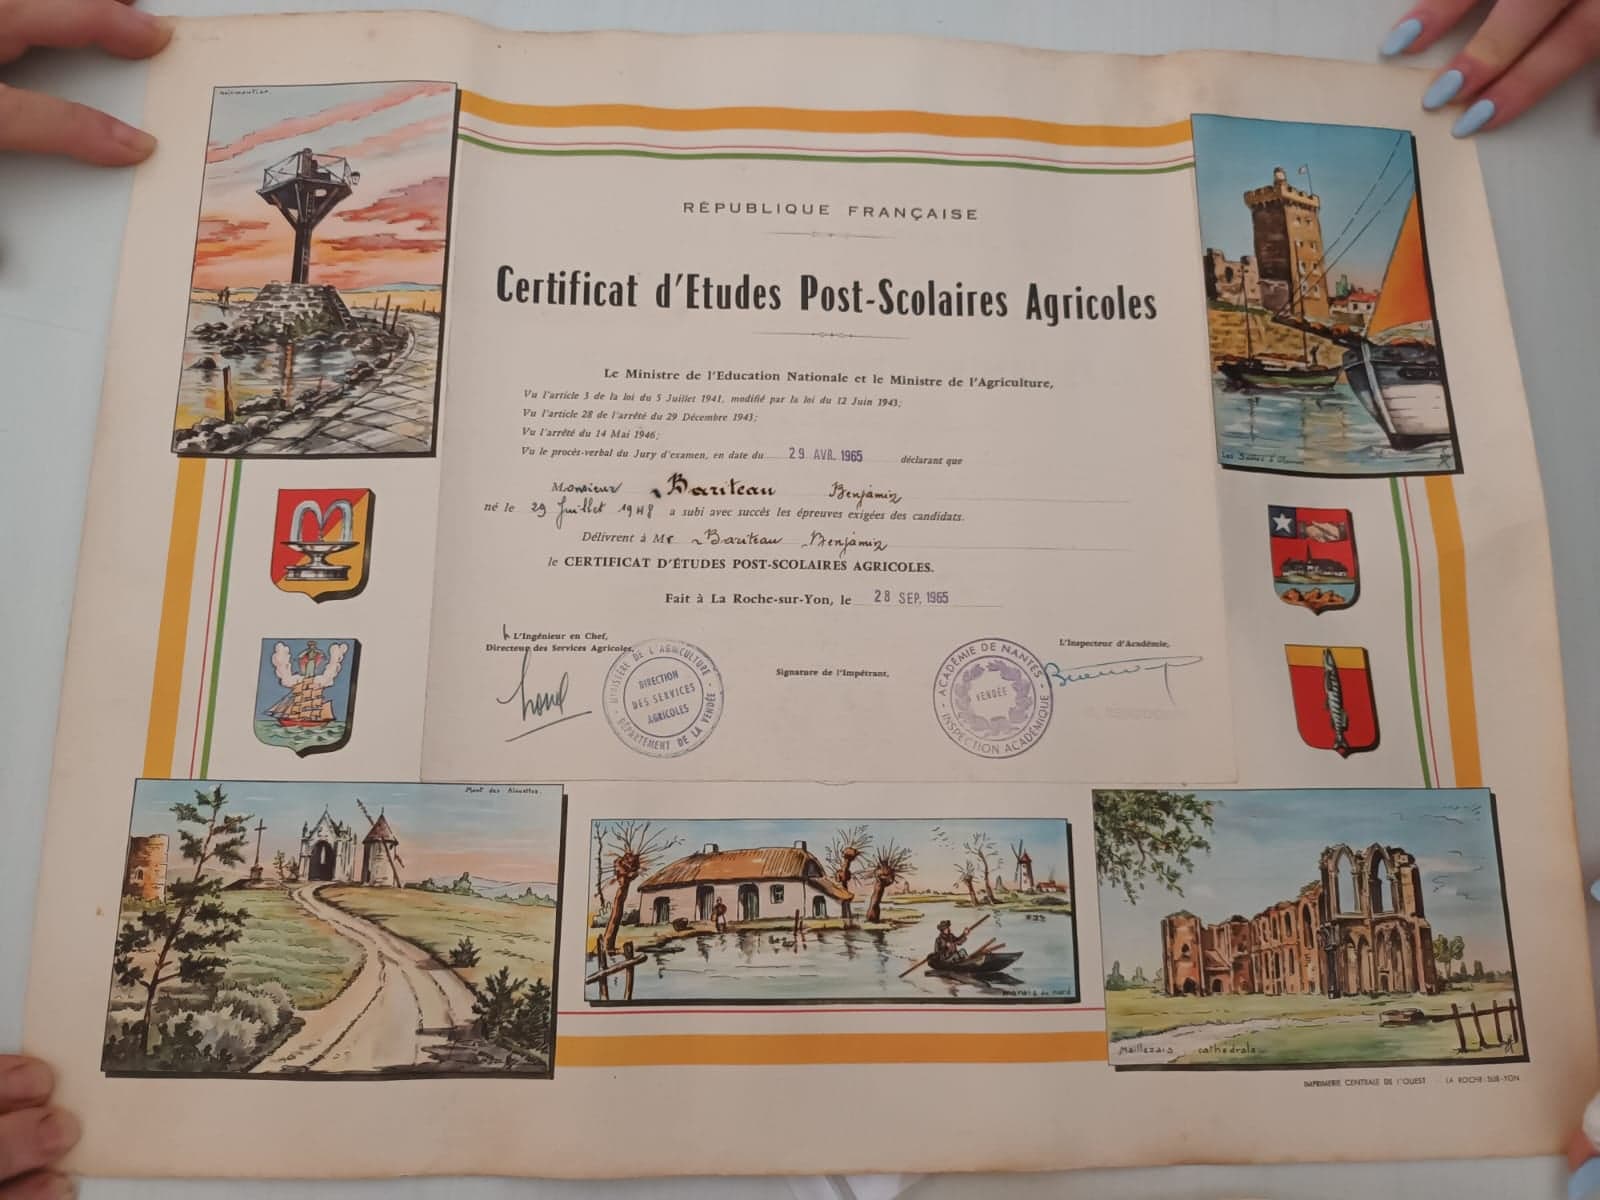 Noirmoutier
RÉPUBLIQUE FRANÇAISE
Certificat d'Etudes Post-Scolaires Agricoles
Le Ministre de l'Education Nationale et le Ministre de l'Agriculture,
Vu l'article 3 de la loi du 5 Juillet 1941, modifié par la loi du 12 Juin 1943;
Vu l'article 28 de l'arrêté du 29 Décembre 1943;
Vu l'arrêté du 14 Mai 1946;
Vu le procès-verbal du Jury d'examen, en date du 29 AVR. 1965 déclarant que
Monsieur Bariteau Benjamin
né le 29 Juillet 1948 a subi avec succès les épreuves exigées des candidats.
Délivrent à Mr Bariteau Benjamin
le CERTIFICAT D'ÉTUDES POST-SCOLAIRES AGRICOLES.
Fait à La Roche-sur-Yon, le 28 SEP. 1965
L'Ingénieur en Chef,
Directeur des Services Agricoles,
Signature de l'Impétrant,
L'Inspecteur d'Académie,
MINISTÈRE DE L'AGRICULTURE
DIRECTION
DES SERVICES
AGRICOLES
DÉPARTEMENT DE LA VENDÉE
ACADÉMIE DE NANTES
VENDÉE
INSPECTION ACADÉMIQUE
Les Sables d'Olonne
Mont des Alouettes.
marais du nord
Maillezais cathédrale
IMPRIMERIE CENTRALE DE L'OUEST - LA ROCHE-SUR-YON